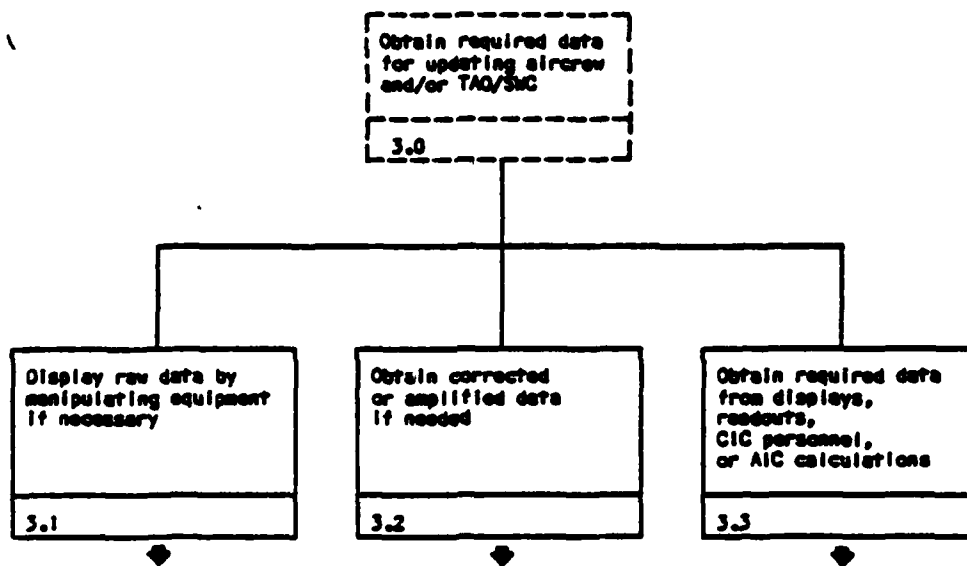 Obtain required data
for updating aircrew
and/or TAO/SWC
3.0
Display raw data by
manipulating equipment
if necessary
3.1
Obtain corrected
or amplified data
if needed
3.2
Obtain required data
from displays,
readouts,
CIC personnel,
or AIC calculations
3.3